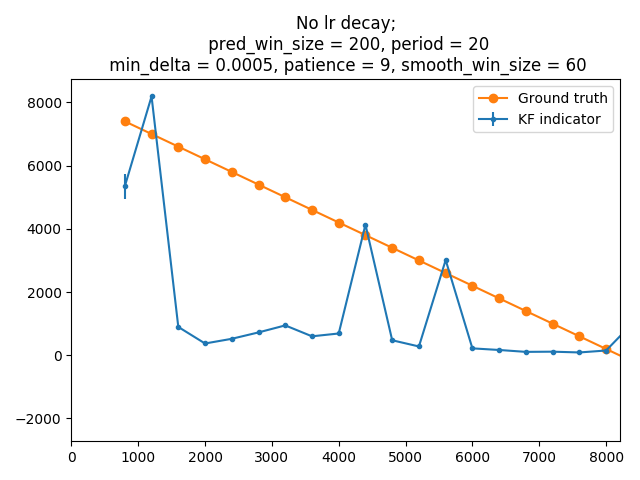 No lr decay;
pred_win_size = 200, period = 20
min_delta = 0.0005, patience = 9, smooth_win_size = 60
Ground truth
KF indicator
8000
6000
4000
2000
0
−2000
0 1000 2000 3000 4000 5000 6000 7000 8000